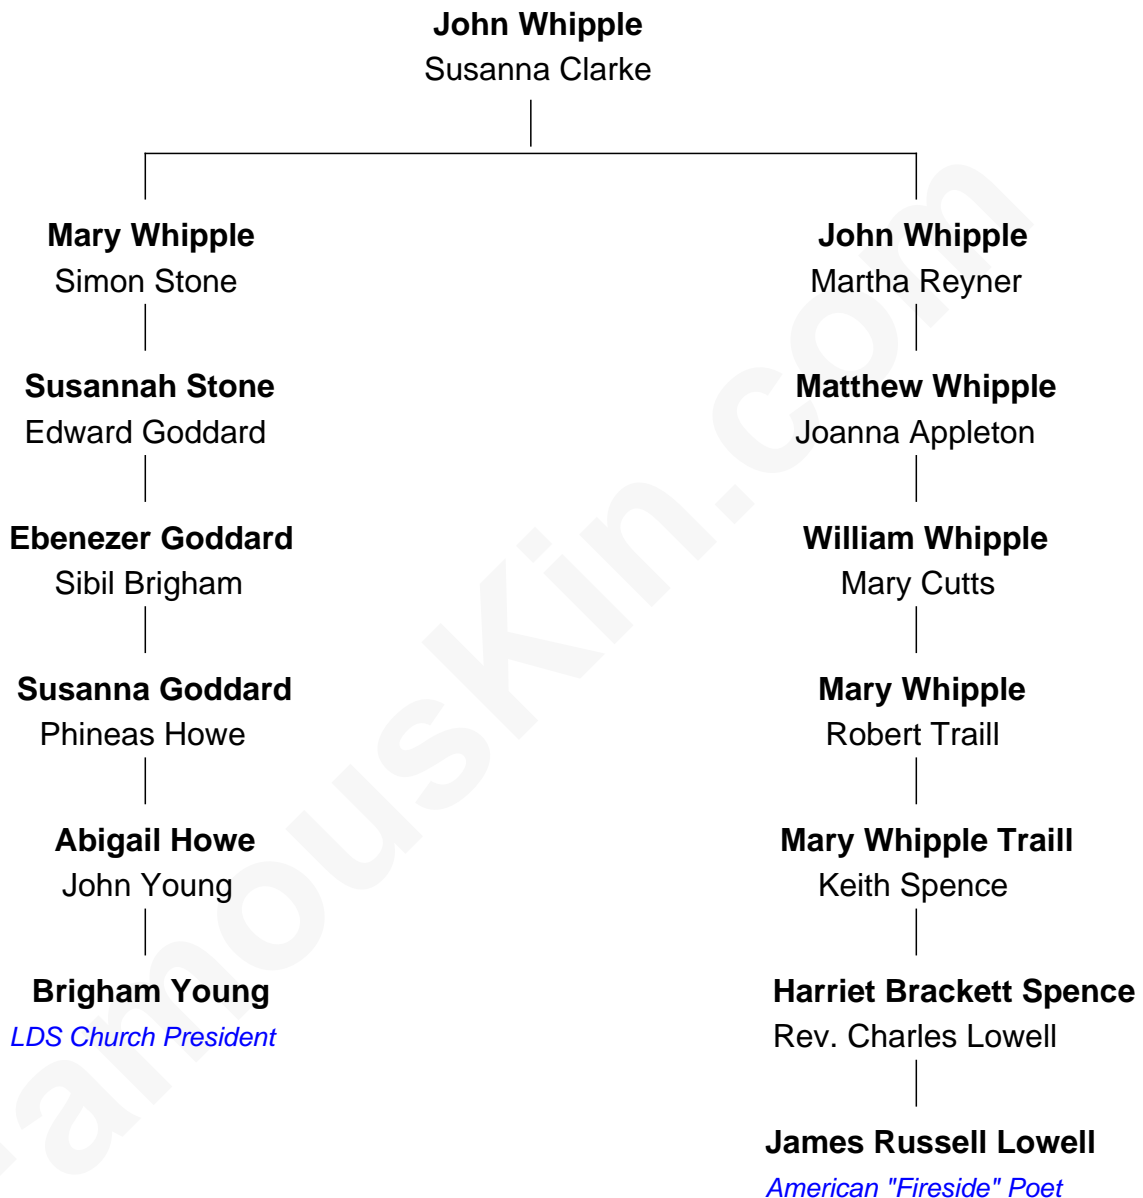 John Whipple
Susanna Clarke
Mary Whipple
Simon Stone
Susannah Stone
Edward Goddard
Ebenezer Goddard
Sibil Brigham
Susanna Goddard
Phineas Howe
Abigail Howe
John Young
Brigham Young
LDS Church President
John Whipple
Martha Reyner
Matthew Whipple
Joanna Appleton
William Whipple
Mary Cutts
Mary Whipple
Robert Traill
Mary Whipple Traill
Keith Spence
Harriet Brackett Spence
Rev. Charles Lowell
James Russell Lowell
American "Fireside" Poet
FamousKin.com